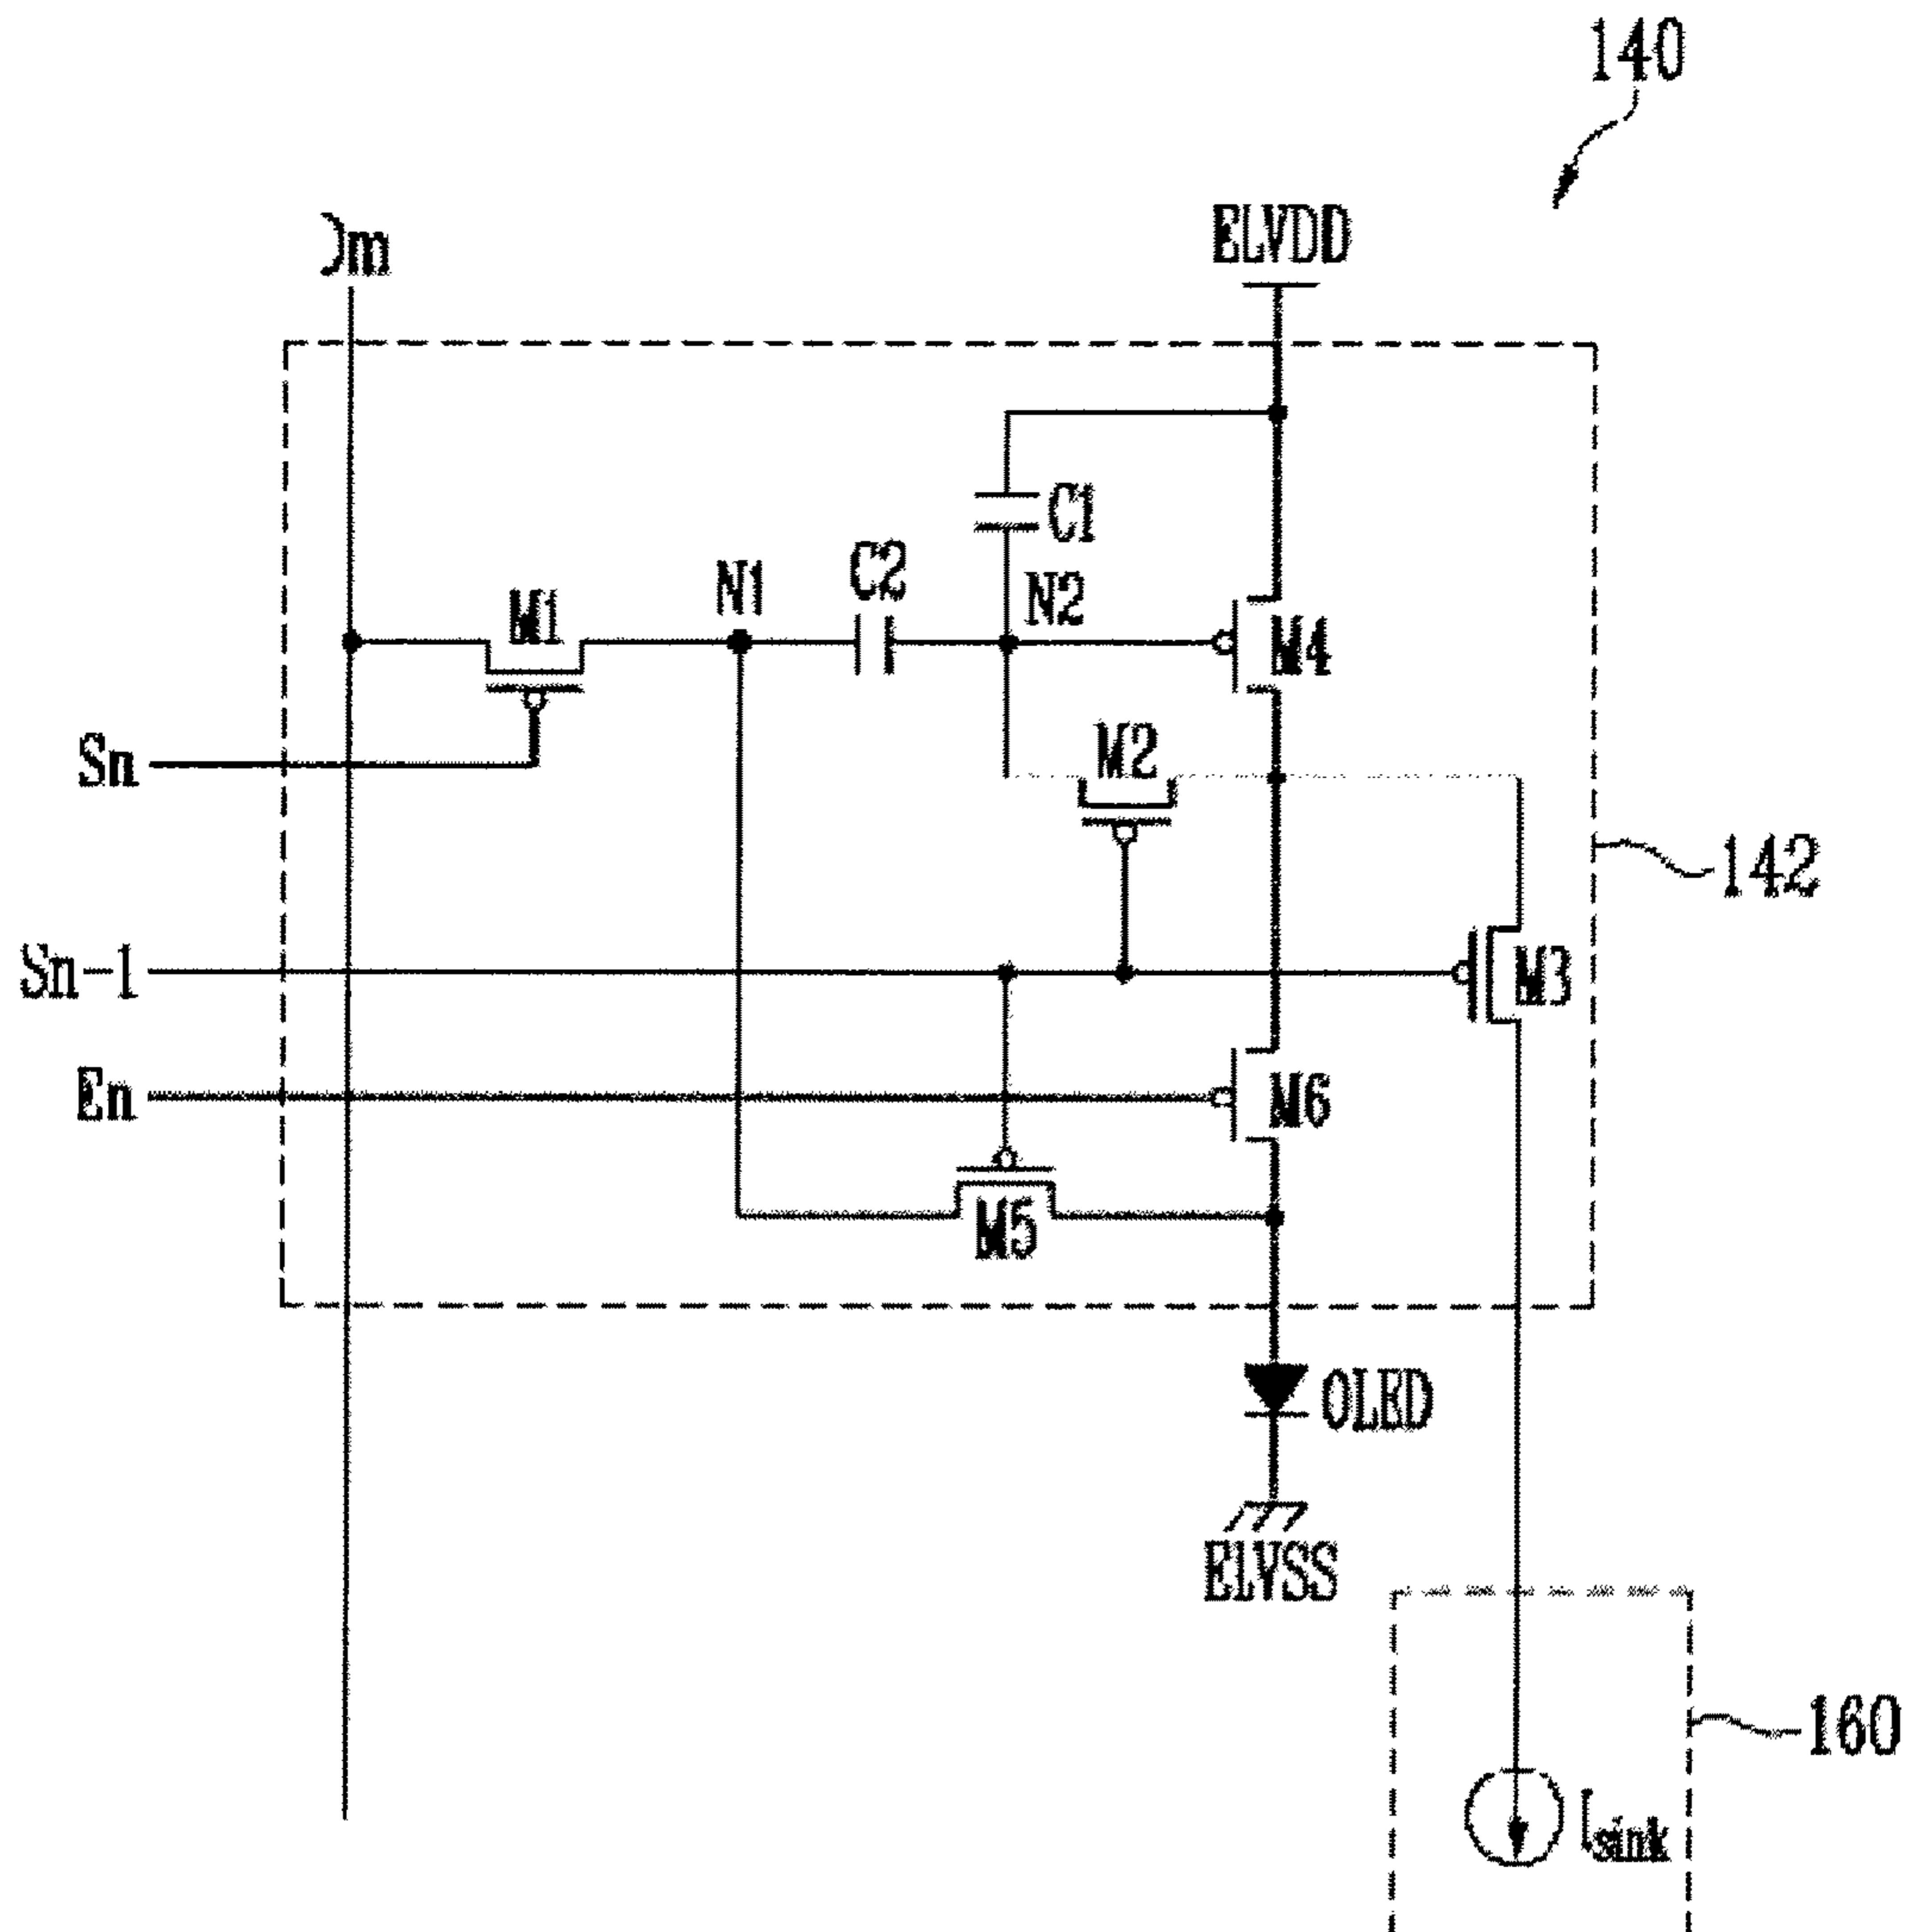 140
Dm
ELVDD
C1
C2
N1
N2
M1
M4
M2
Sn
142
Sn-1
M3
En
M6
M5
OLED
ELVSS
160
Isink